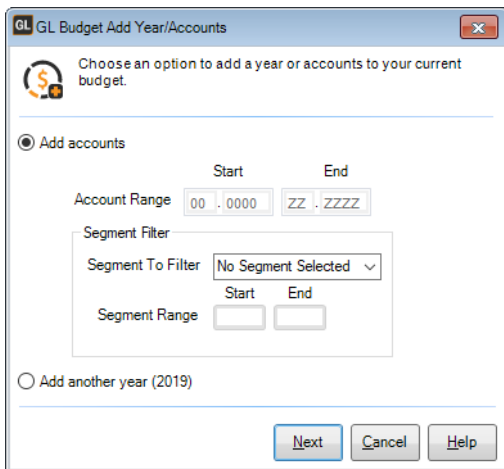 GL GL Budget Add Year/Accounts
Choose an option to add a year or accounts to your current
budget.
Add accounts
Start End
Account Range 00 . 0000 ZZ . ZZZZ
Segment Filter
Segment To Filter No Segment Selected
Start End
Segment Range
Add another year (2019)
Next Cancel Help